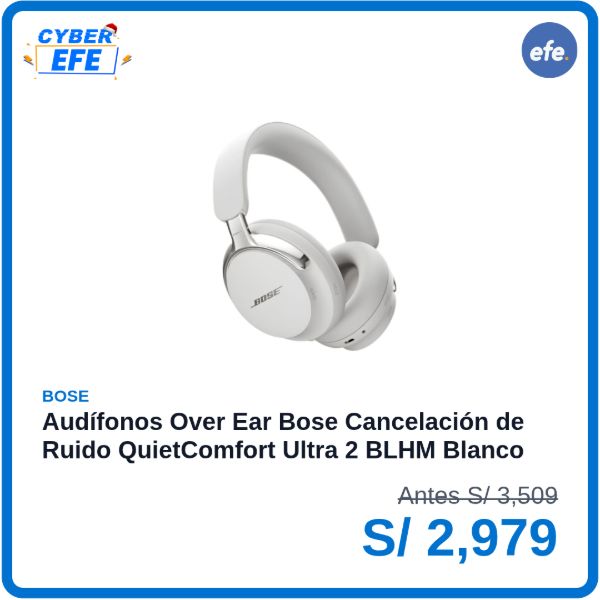 CYBER
EFE
efe.
BOSE
BOSE
Audífonos Over Ear Bose Cancelación de
Ruido QuietComfort Ultra 2 BLHM Blanco
Antes S/ 3,509
S/ 2,979